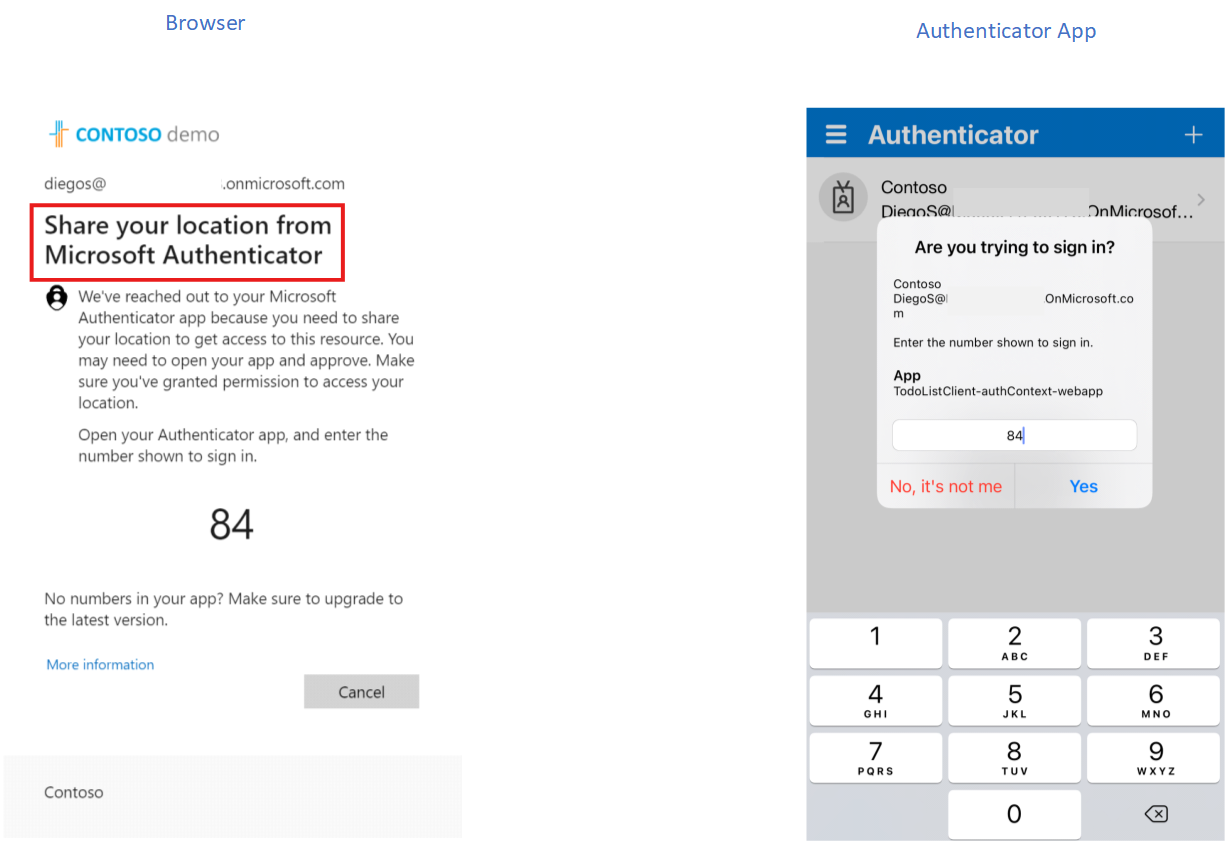 Browser
CONTOSO demo
diegos@ .onmicrosoft.com
Share your location from
Microsoft Authenticator
We've reached out to your Microsoft
Authenticator app because you need to share
your location to get access to this resource. You
may need to open your app and approve. Make
sure you've granted permission to access your
location.
Open your Authenticator app, and enter the
number shown to sign in.
84
No numbers in your app? Make sure to upgrade to
the latest version.
More information
Cancel
Contoso
Authenticator App
Authenticator
Contoso
DiegoS@ OnMicrosof...
Are you trying to sign in?
Contoso
DiegoS@ OnMicrosoft.co
m
Enter the number shown to sign in.
App
TodoListClient-authContext-webapp
84
No, it's not me Yes
1 2 3
ABC DEF
4 5 6
GHI JKL MNO
7 8 9
PQRS TUV WXYZ
0